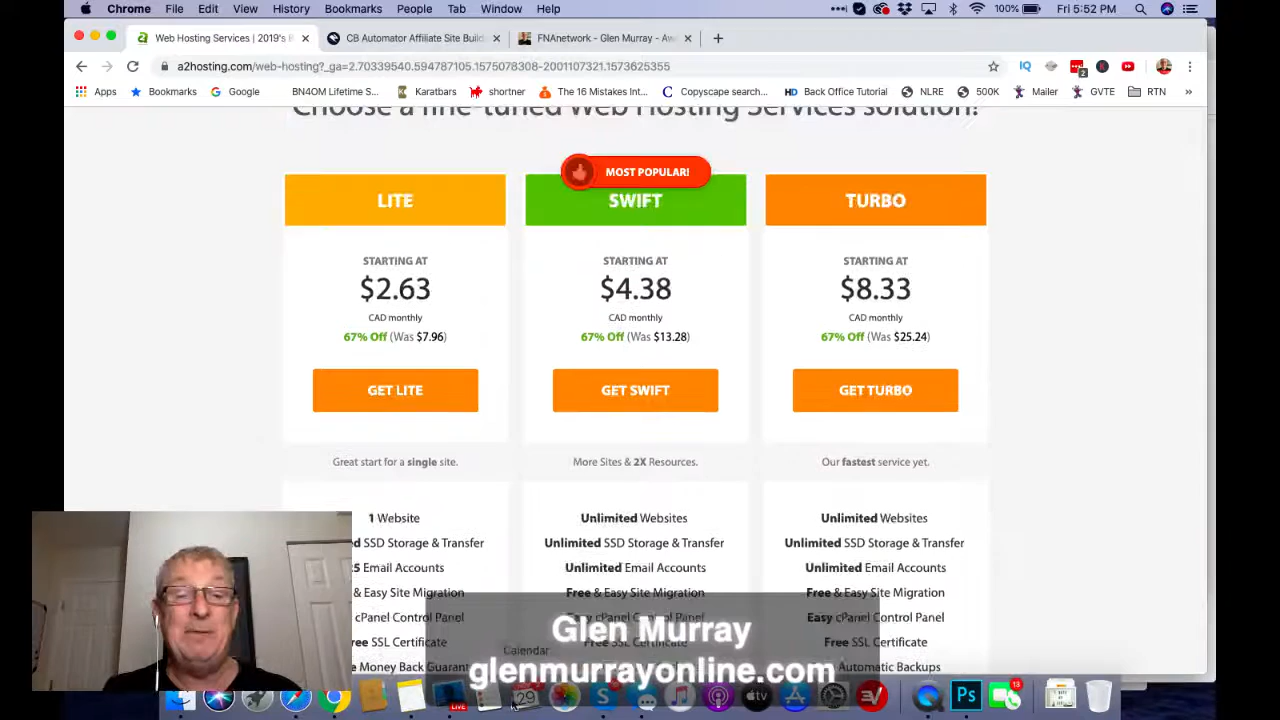 Chrome File Edit View History Bookmarks People Tab Window Help 100% Fri 5:52 PM
Web Hosting Services | 2019's CB Automator Affiliate Site Build FNAnetwork - Glen Murray - Aw
a2hosting.com/web-hosting?_ga=2.70339540.594787105.1575078308-2001107321.1573625355
Apps Bookmarks Google BN4OM Lifetime S... Karatbars shortner The 16 Mistakes Int... Copyscape search... Back Office Tutorial NLRE 500K Mailer GVTE RTN
Choose a fine-tuned Web Hosting Services solution!
MOST POPULAR!
LITE SWIFT TURBO
STARTING AT STARTING AT STARTING AT
$2.63 $4.38 $8.33
CAD monthly CAD monthly CAD monthly
67% Off (Was $7.96) 67% Off (Was $13.28) 67% Off (Was $25.24)
GET LITE GET SWIFT GET TURBO
Great start for a single site. More Sites & 2X Resources. Our fastest service yet.
1 Website Unlimited Websites Unlimited Websites
SSD Storage & Transfer Unlimited SSD Storage & Transfer Unlimited SSD Storage & Transfer
5 Email Accounts Unlimited Email Accounts Unlimited Email Accounts
& Easy Site Migration Free & Easy Site Migration Free & Easy Site Migration
cPanel Control Panel Easy cPanel Control Panel Easy cPanel Control Panel
SSL Certificate Free SSL Certificate Free SSL Certificate
Money Back Automatic Backups
Glen Murray
Calendar
glenmurrayonline.com
LIVE 29 tv Ps 13